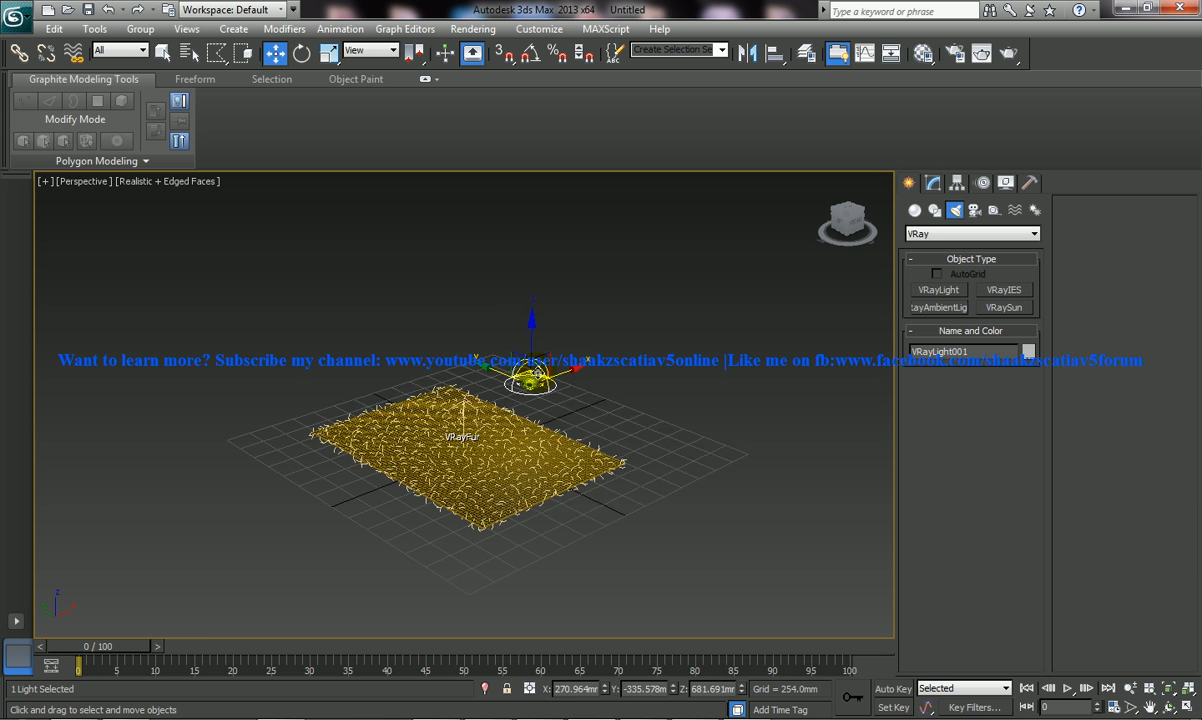 Workspace: Default
Autodesk 3ds Max 2013 x64
Untitled
Type a keyword or phrase
Edit Tools Group Views Create Modifiers Animation Graph Editors Rendering Customize MAXScript Help
All
View
3
Create Selection Se
Graphite Modeling Tools Freeform Selection Object Paint
Modify Mode
Polygon Modeling
[+] [Perspective] [Realistic + Edged Faces]
VRay
- Object Type
AutoGrid
VRayLight VRayIES
ayAmbientLig VRaySun
- Name and Color
VRayLight001
z
y x
Want to learn more? Subscribe my channel: www.youtube.com/user/shaakzscatiav5online |Like me on fb:www.facebook.com/shaakzscatiav5forum
VRayFur
z
< 0 / 100 >
0 5 10 15 20 25 30 35 40 45 50 55 60 65 70 75 80 85 90 95 100
1 Light Selected
X: 270.964mr Y: -335.578m Z: 681.691mr Grid = 254.0mm
Auto Key Selected
Click and drag to select and move objects
Add Time Tag
Set Key Key Filters... 0